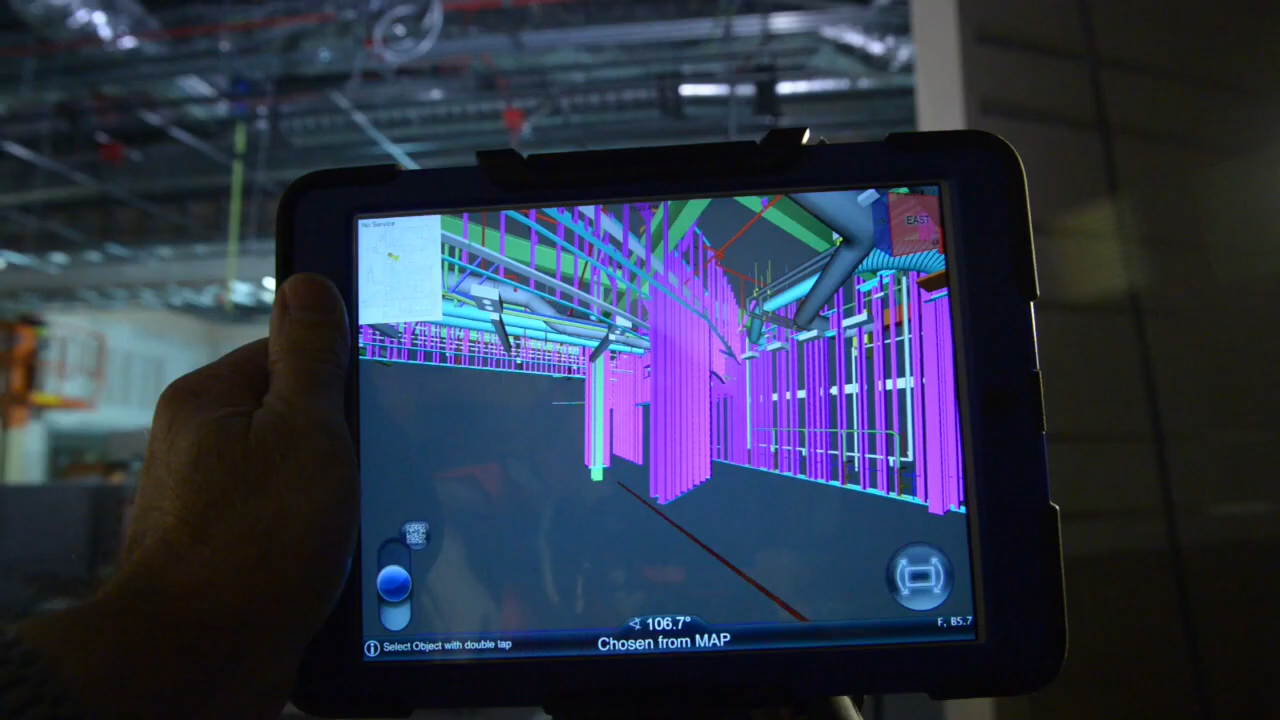 No Service
EAST
106.7°
F, B5.7
Select Object with double tap
Chosen from MAP